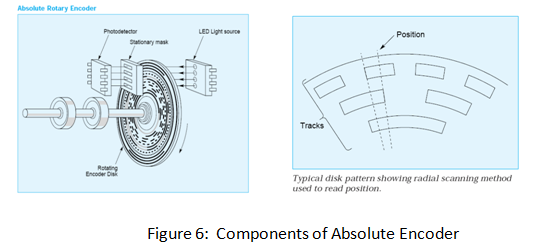 Absolute Rotary Encoder
Photodetector
Stationary mask
LED Light source
Rotating
Encoder Disk
Position
Tracks
Typical disk pattern showing radial scanning method
used to read position.
Figure 6: Components of Absolute Encoder